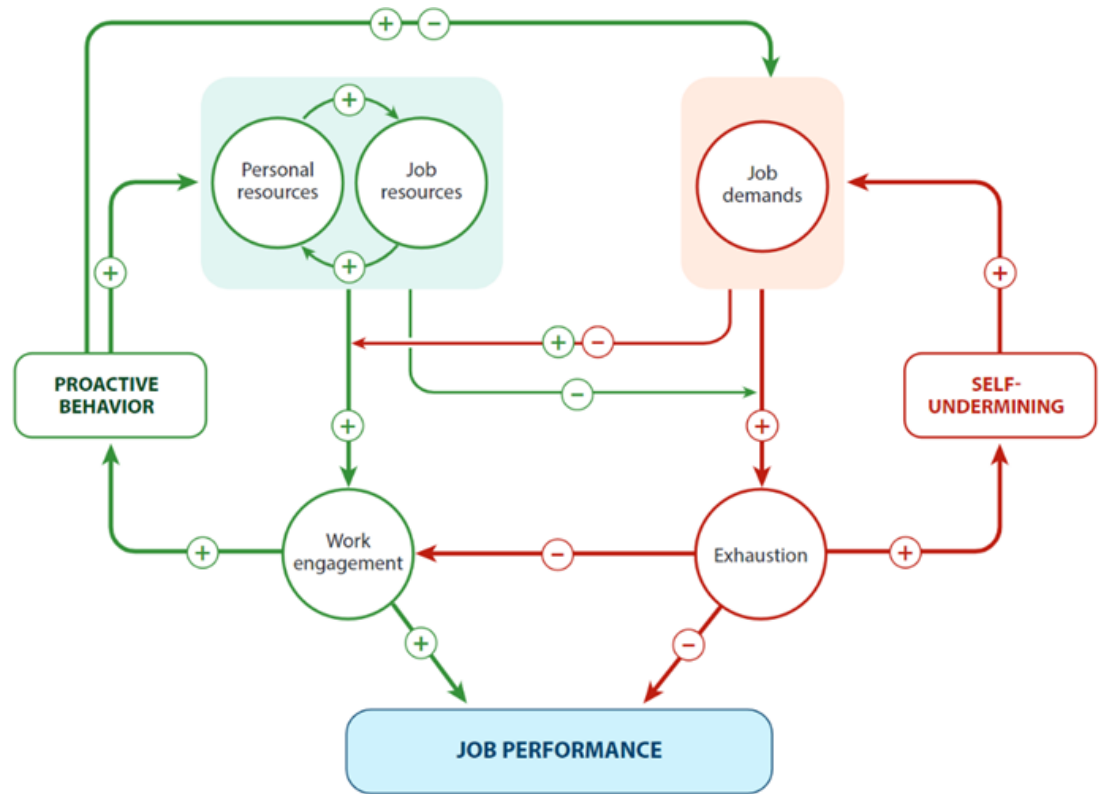 + −
+
Personal
resources
Job
resources
Job
demands
+
+
+
+ −
−
PROACTIVE
BEHAVIOR
SELF-
UNDERMINING
+
+
Work
engagement
Exhaustion
+
−
+
+
−
JOB PERFORMANCE